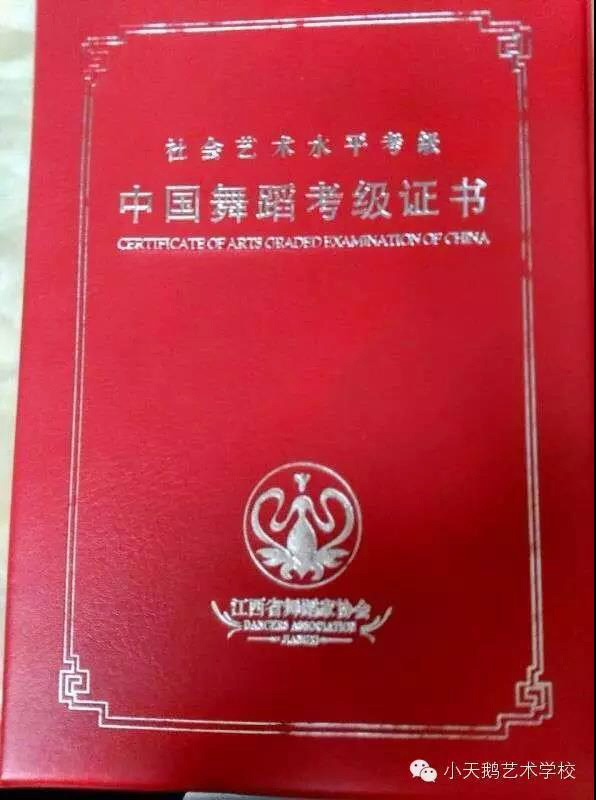 社会艺术水平考级
中国舞蹈考级证书
CERTIFICATE OF ARTS GRADED EXAMINATION OF CHINA
江西省舞蹈家协会
DANCERS ASSOCIATION
JIANGXI
小天鹅艺术学校